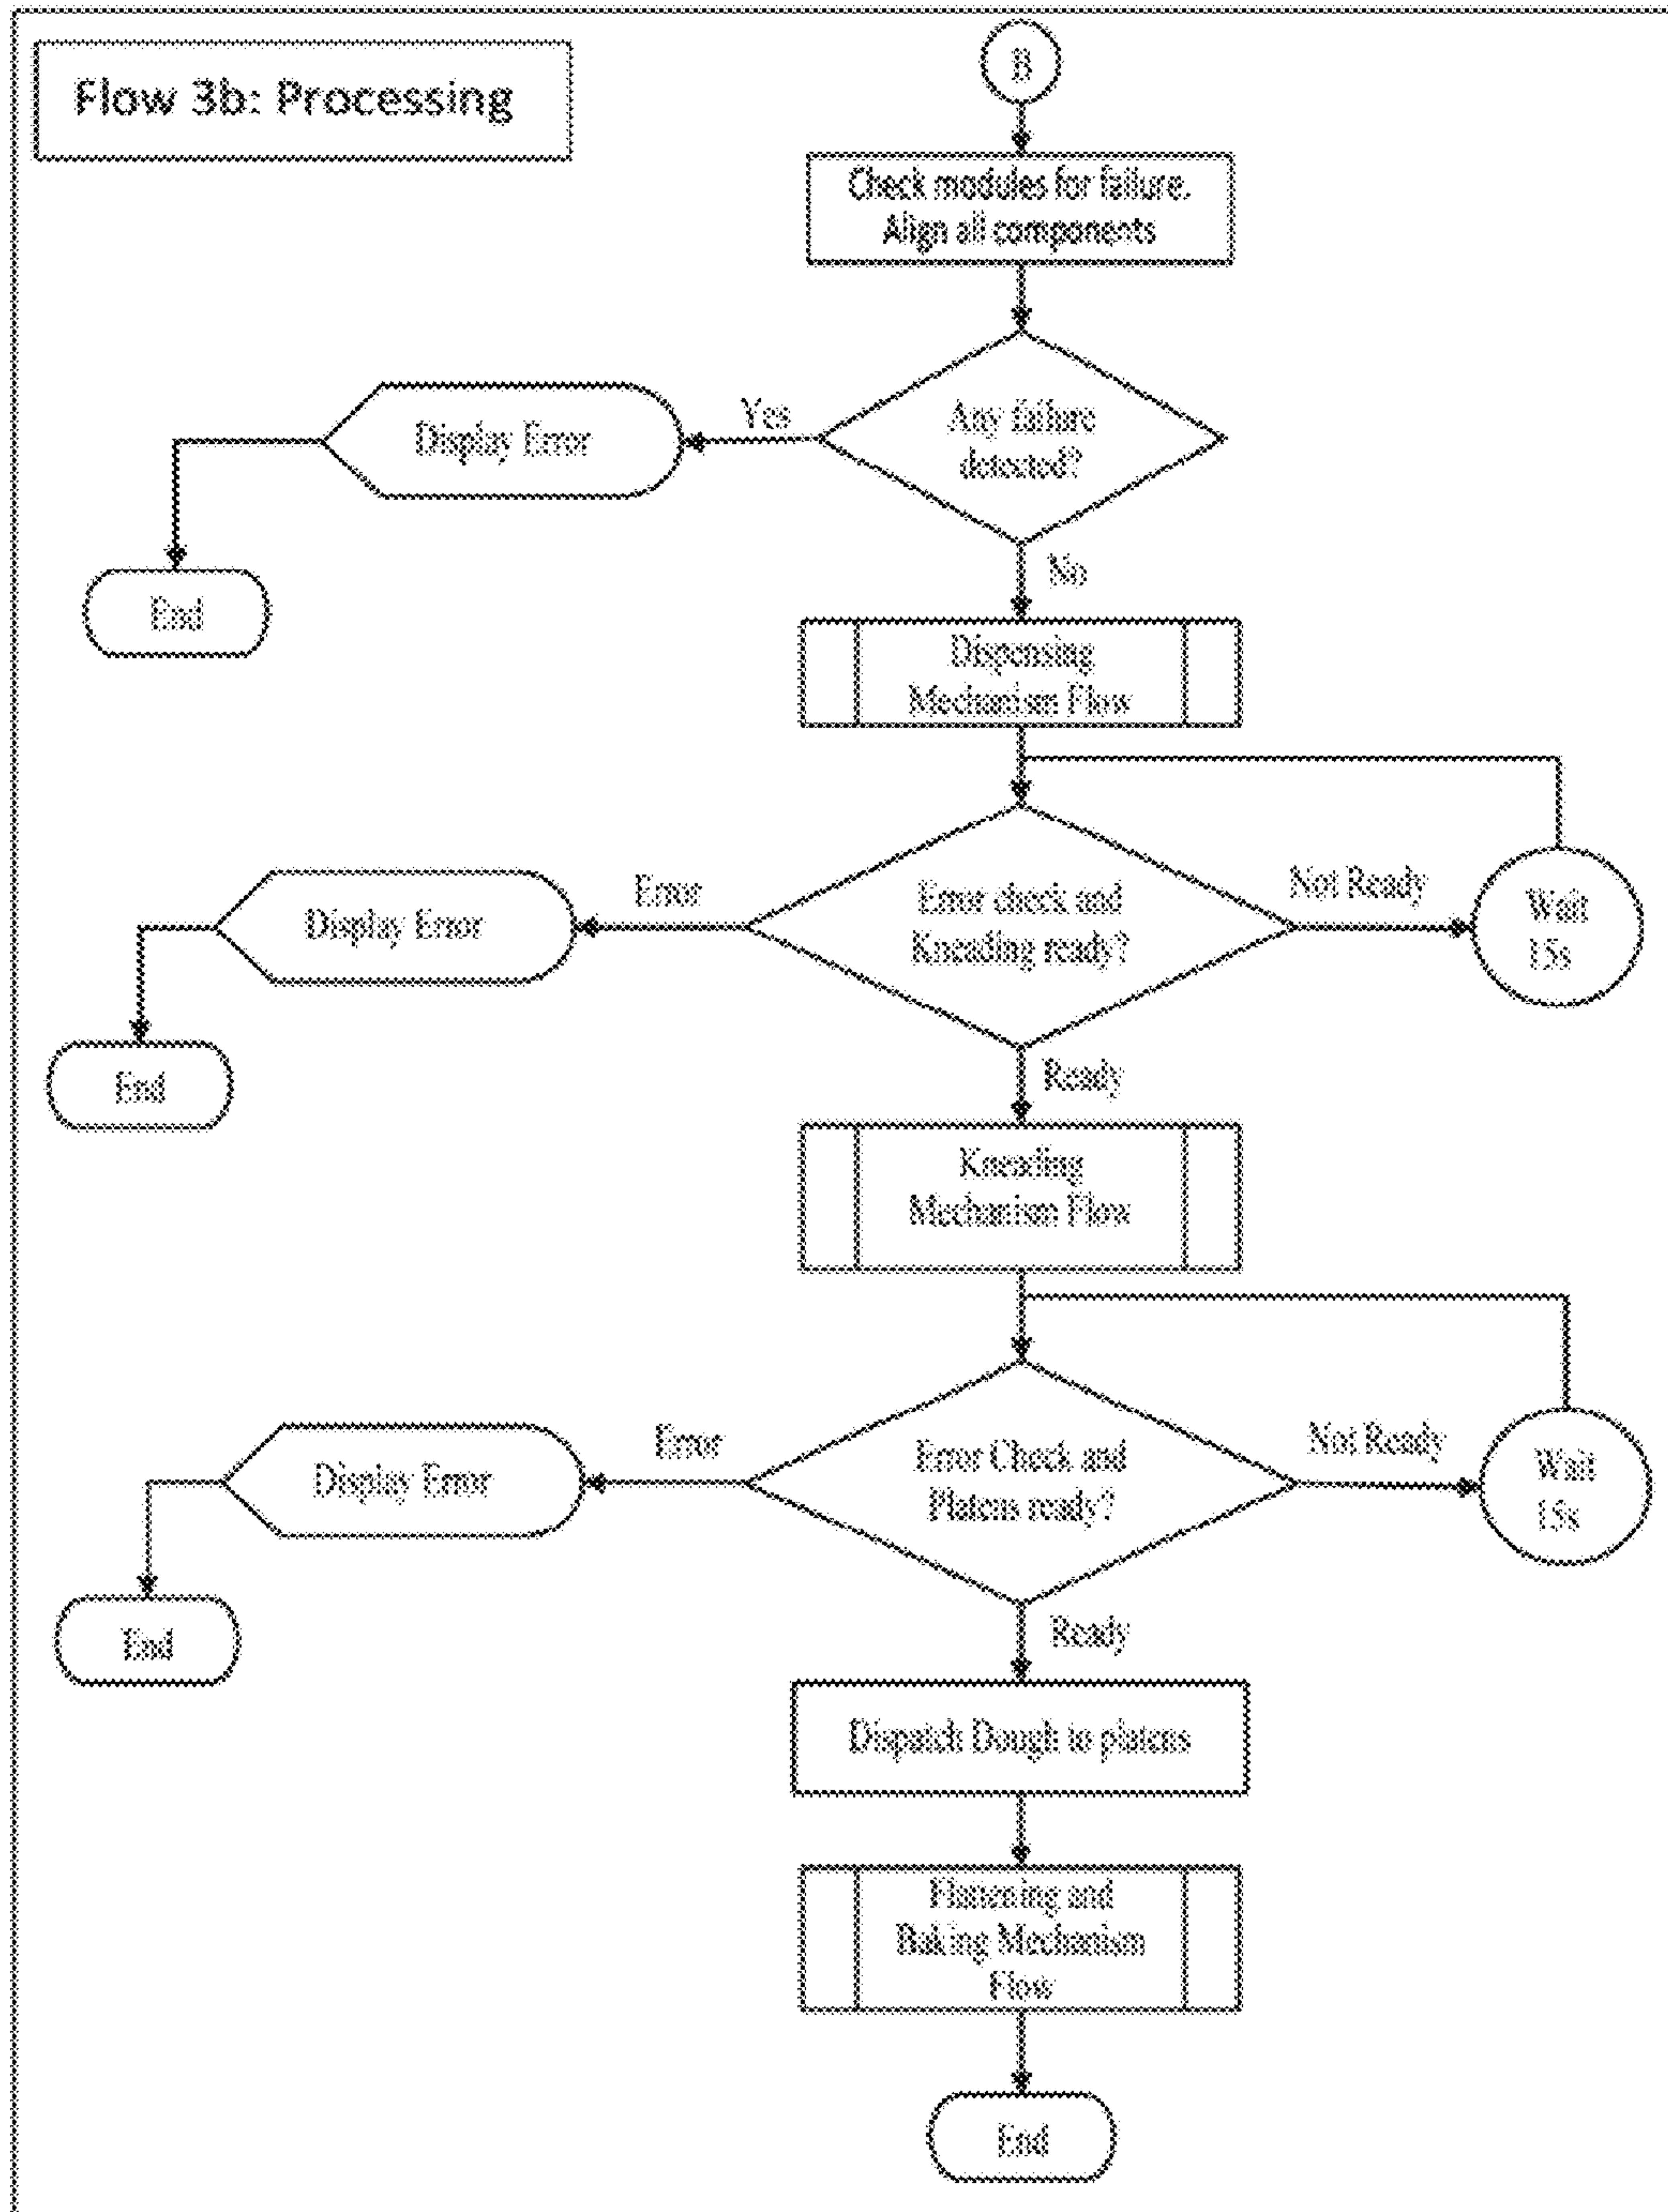 Flow 3b: Processing
B
Check modules for failure.
Align all components
Any failure
detected?
Yes
Display Error
End
No
Dispensing
Mechanism Flow
Error check and
Kneading ready?
Error
Display Error
End
Not Ready
Wait
15s
Ready
Kneading
Mechanism Flow
Error Check and
Platens ready?
Error
Display Error
End
Not Ready
Wait
15s
Ready
Dispatch Dough to platens
Flattening and
Baking Mechanism
Flow
End